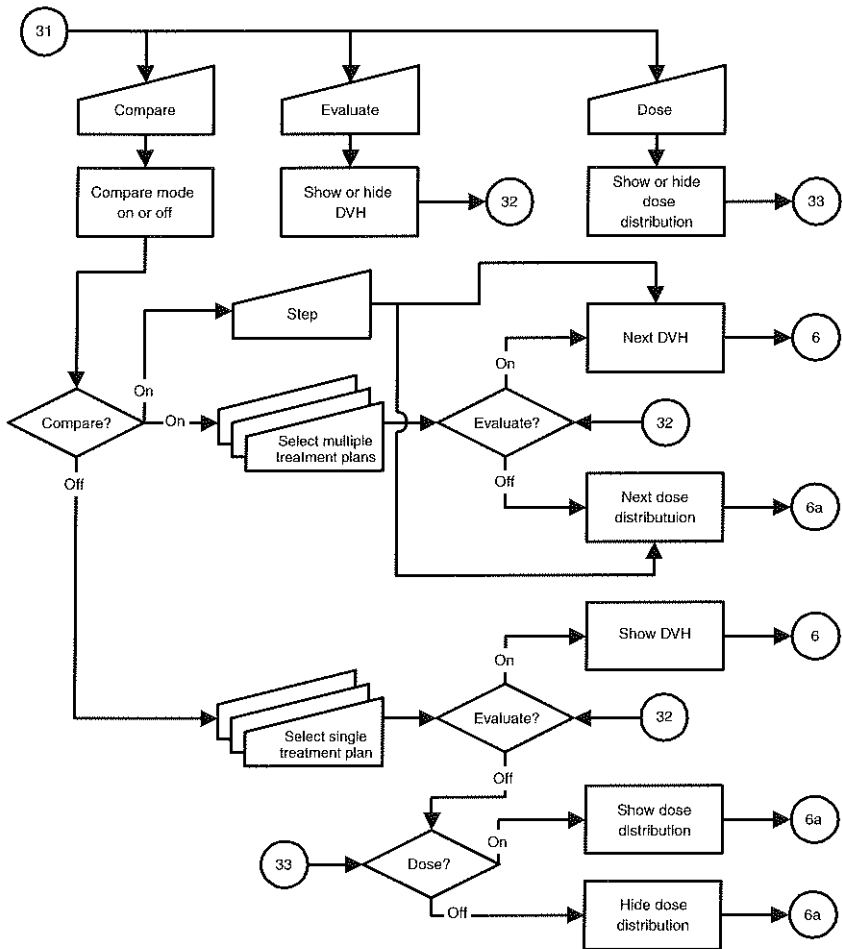 31
Compare
Evaluate
Dose
Compare mode
on or off
Show or hide
DVH
32
Show or hide
dose
distribution
33
Step
Next DVH
6
On
On
Compare?
On
Select multiple
treatment plans
Evaluate?
32
Off
Off
Next dose
distributuion
6a
Show DVH
6
On
Select single
treatment plan
Evaluate?
32
Off
Show dose
distribution
6a
On
33
Dose?
Off
Hide dose
distribution
6a